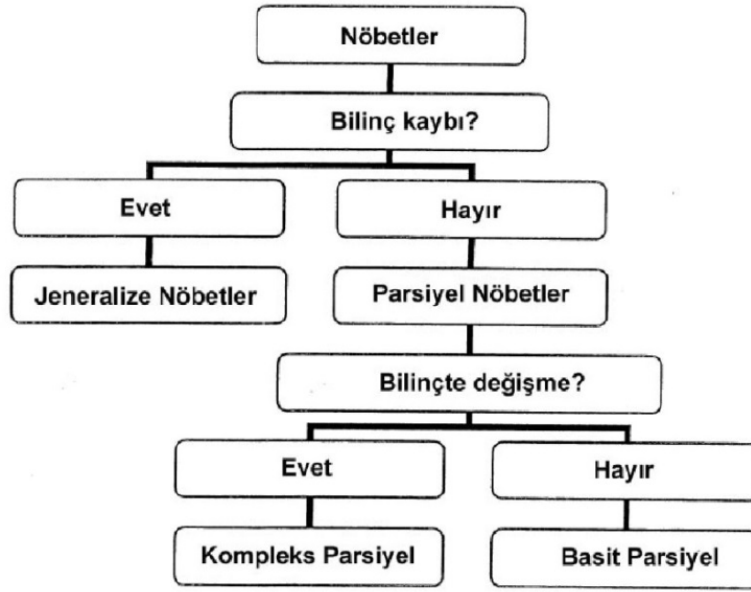 Nöbetler
Bilinç kaybı?
Evet
Hayır
Jeneralize Nöbetler
Parsiyel Nöbetler
Bilinçte değişme?
Evet
Hayır
Kompleks Parsiyel
Basit Parsiyel